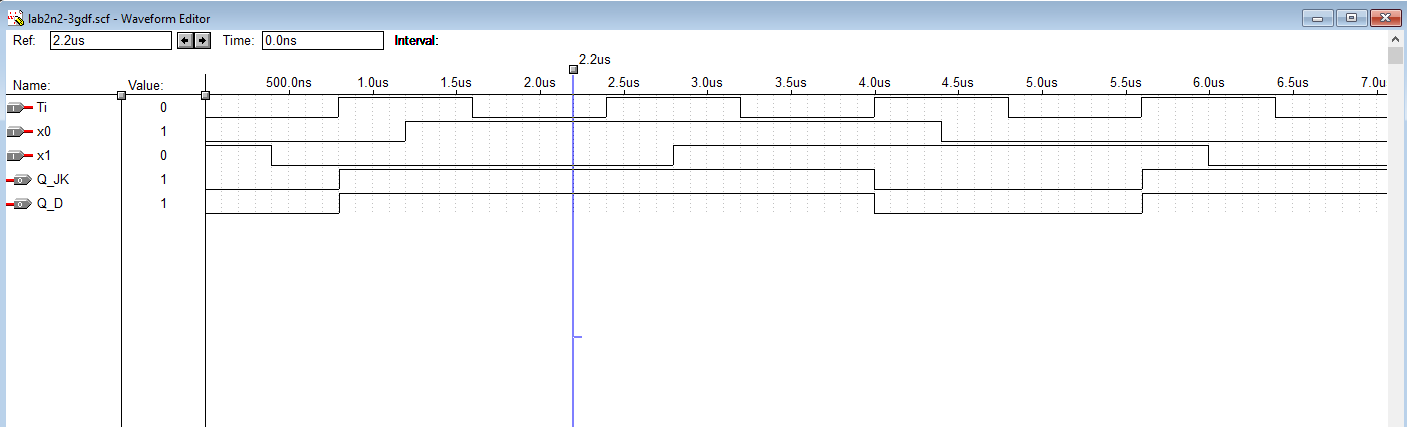 lab2n2-3gdf.scf - Waveform Editor
Ref: 2.2us Time: 0.0ns Interval:
2.2us
Name: Value: 500.0ns 1.0us 1.5us 2.0us 2.5us 3.0us 3.5us 4.0us 4.5us 5.0us 5.5us 6.0us 6.5us 7.0us
Ti 0
x0 1
x1 0
Q_JK 1
Q_D 1